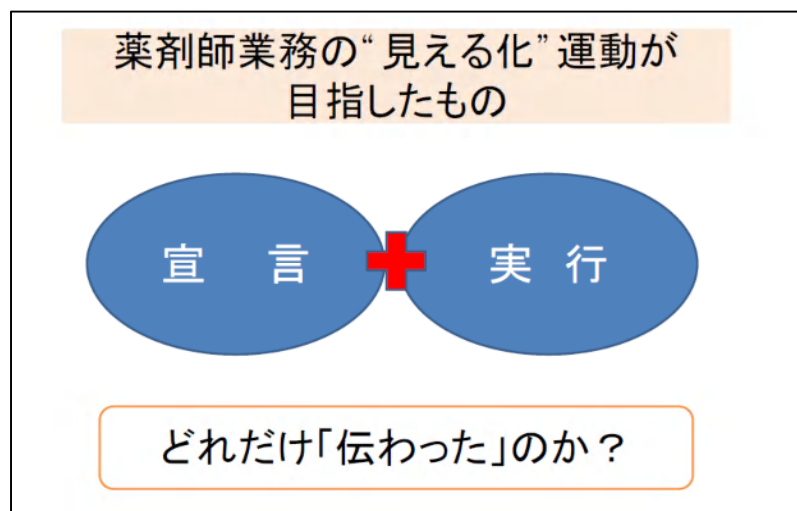 薬剤師業務の“見える化”運動が
目指したもの
宣　言
実 行
どれだけ「伝わった」のか？